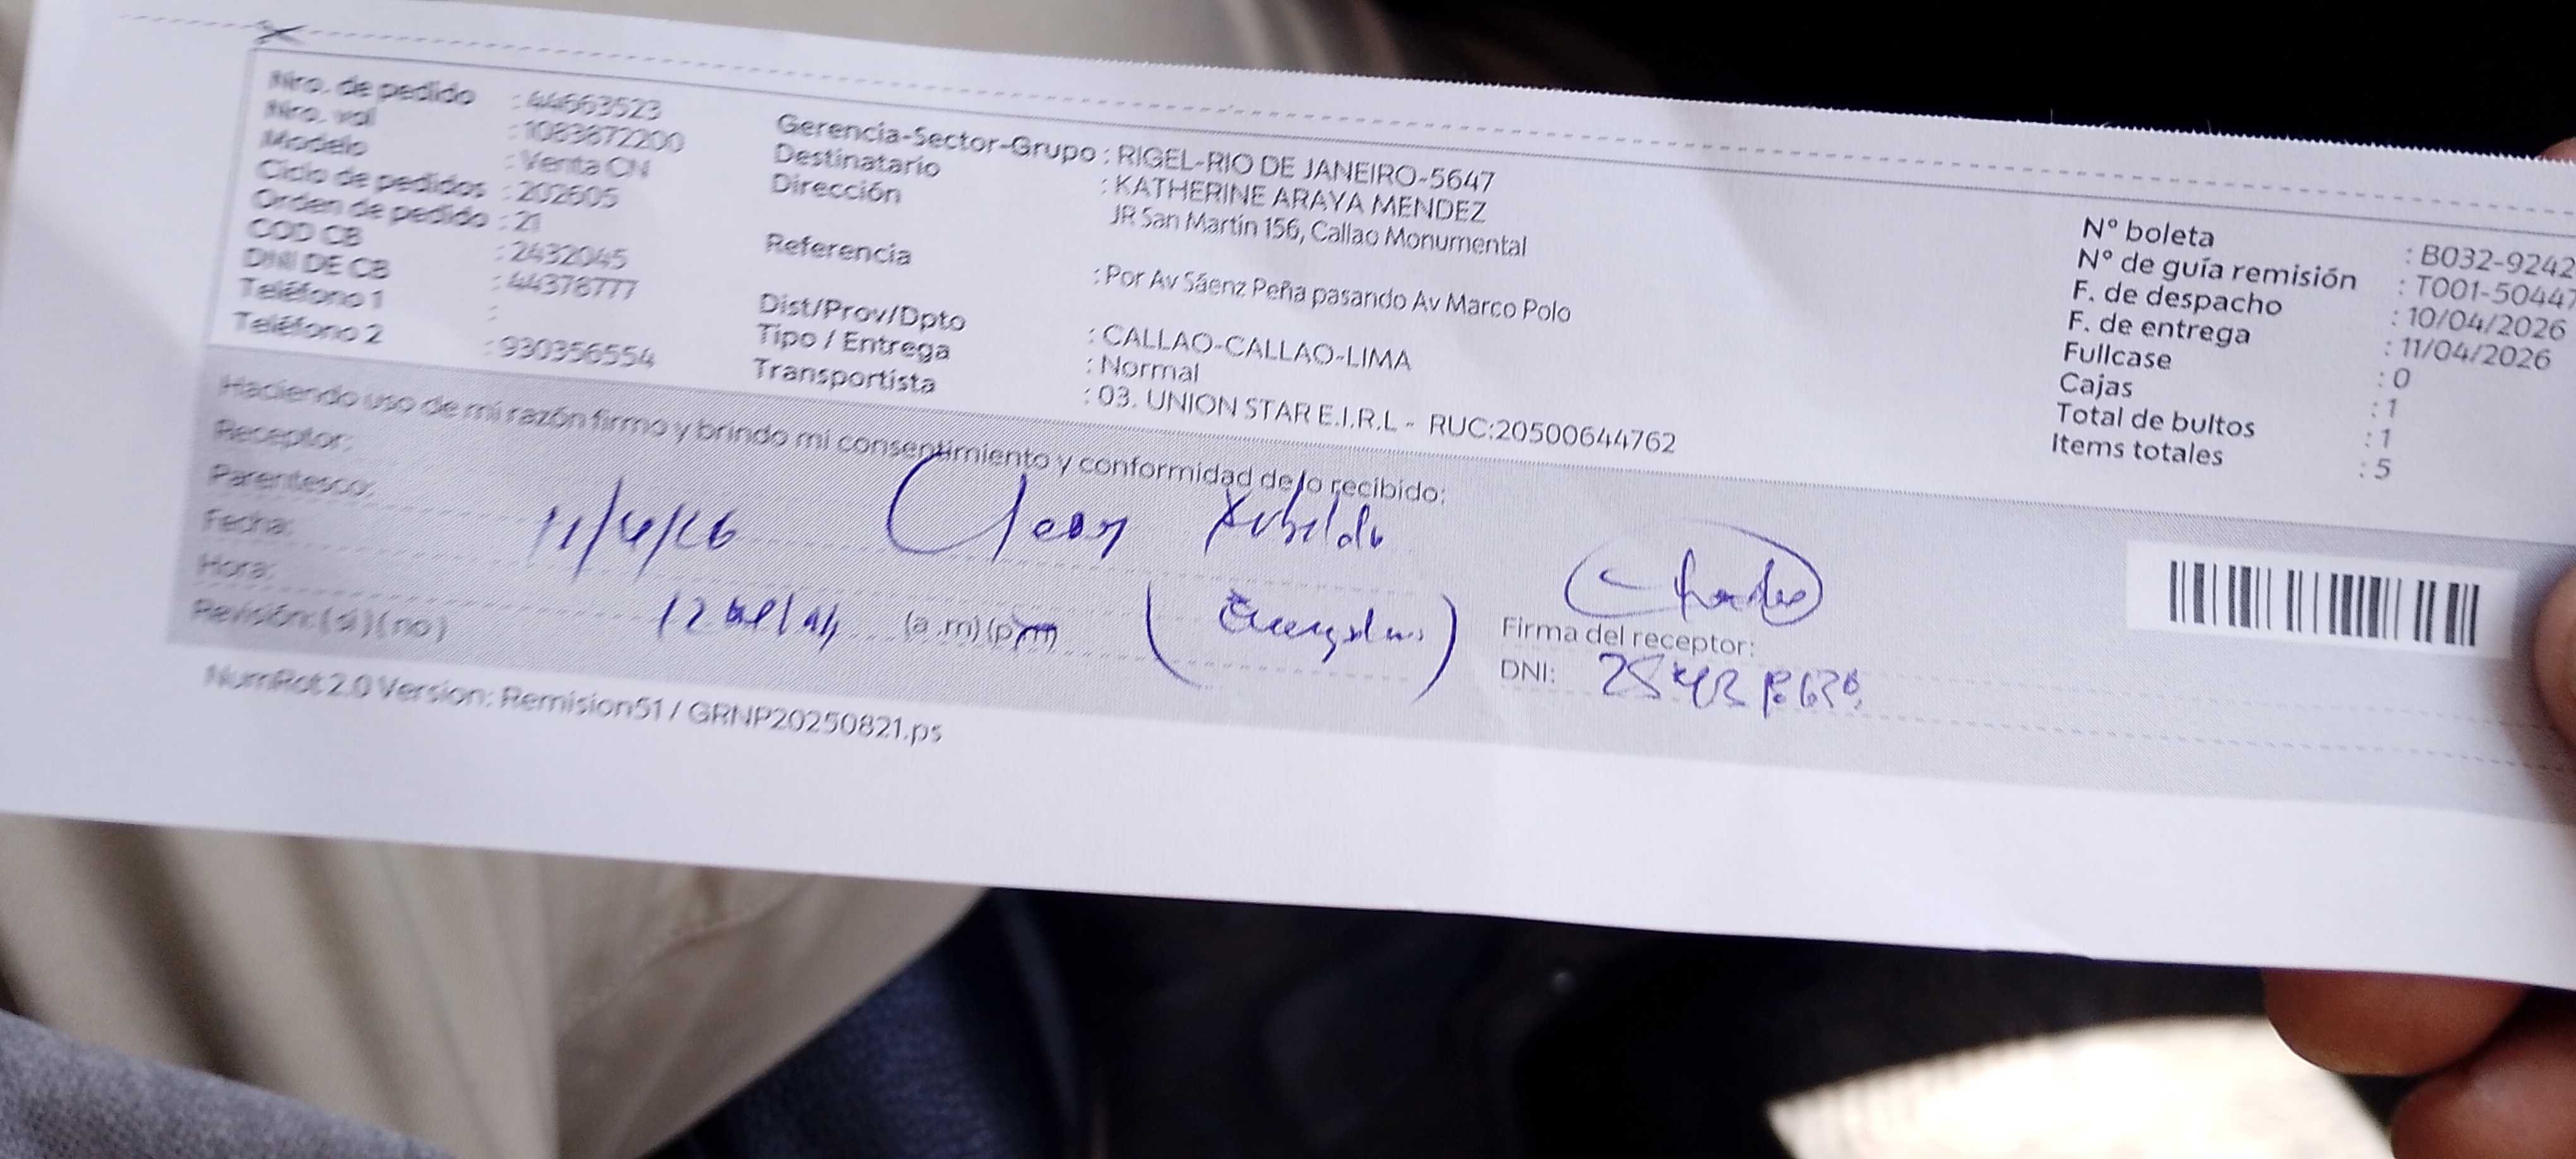 Nro. de pedido : 44663523
Nro. val : 1083872200
Modelo : Venta CN
Ciclo de pedidos : 202605
Orden de pedido : 21
COD CB : 2432045
DNI DE CB : 44378777
Teléfono 1 :
Teléfono 2 : 930356554
Gerencia-Sector-Grupo : RIGEL-RIO DE JANEIRO-5647
Destinatario : KATHERINE ARAYA MENDEZ
Dirección JR San Martin 156, Callao Monumental
Referencia : Por Av Sáenz Peña pasando Av Marco Polo
Dist/Prov/Dpto : CALLAO-CALLAO-LIMA
Tipo / Entrega : Normal
Transportista : 03. UNION STAR E.I.R.L - RUC:20500644762
N° boleta : B032-9242
N° de guía remisión : T001-50447
F. de despacho : 10/04/2026
F. de entrega : 11/04/2026
Fullcase : 0
Cajas : 1
Total de bultos : 1
Items totales : 5
Haciendo uso de mi razón firmo y brindo mi consentimiento y conformidad de lo recibido:
Receptor:
Parentesco:
Fecha: 11/4/26
Hora: 12 (a.m) (p.m)
Revisión: (si) (no)
Firma del receptor:
DNI:
NumRot 2.0 Version: Remision51 / GRNP20250821.ps